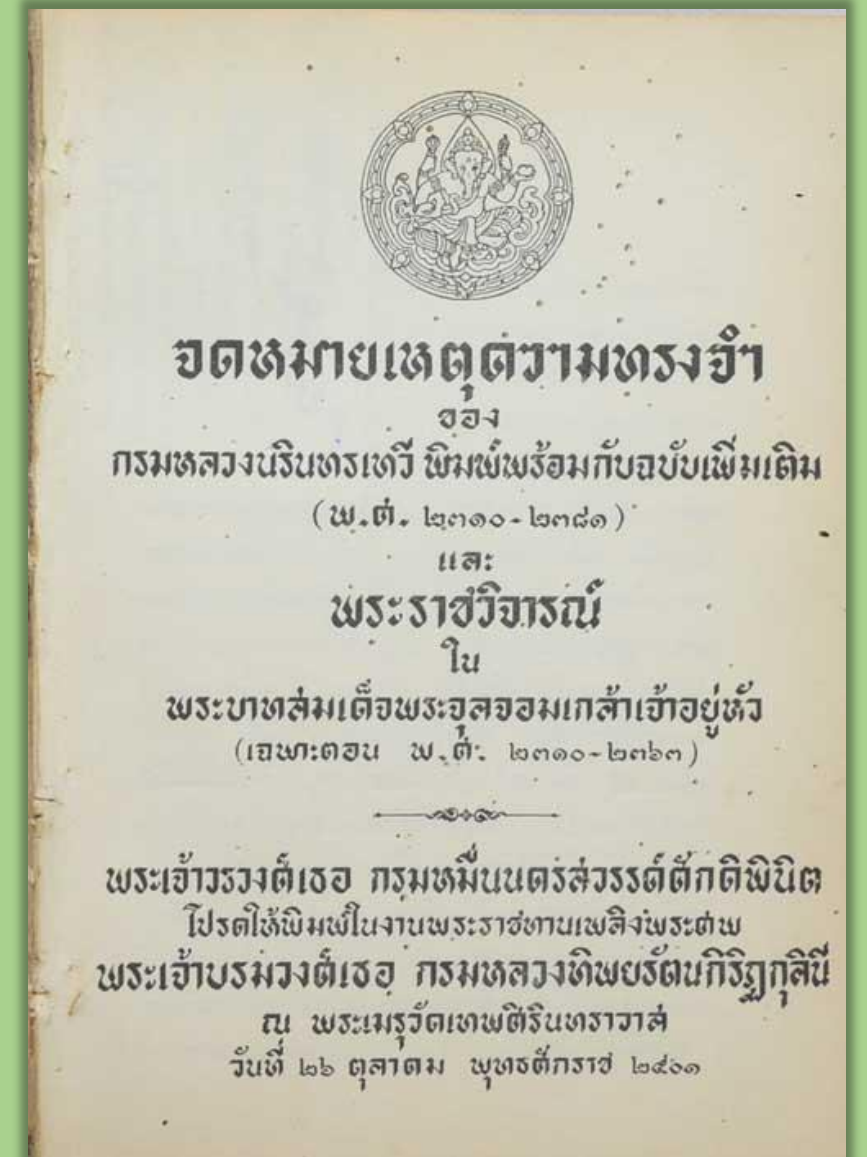 จดหมายเหตุความทรงจำ
ของ
กรมหลวงนรินทรเทวี พิมพ์พร้อมกับฉบับเพิ่มเติม
(พ.ศ. ๒๓๑๐-๒๓๘๑)
และ
พระราชวิจารณ์
ใน
พระบาทสมเด็จพระจุลจอมเกล้าเจ้าอยู่หัว
(เฉพาะตอน พ.ศ. ๒๓๑๐-๒๓๖๓)
พระเจ้าวรวงศ์เธอ กรมหมื่นนครสวรรค์ศักดิพินิต
โปรดให้พิมพ์ในงานพระราชทานเพลิงพระศพ
พระเจ้าบรมวงศ์เธอ กรมหลวงทิพยรัตนกิริฏกุลินี
ณ พระเมรุวัดเทพศิรินทราวาส
วันที่ ๒๖ ตุลาคม พุทธศักราช ๒๕๐๑